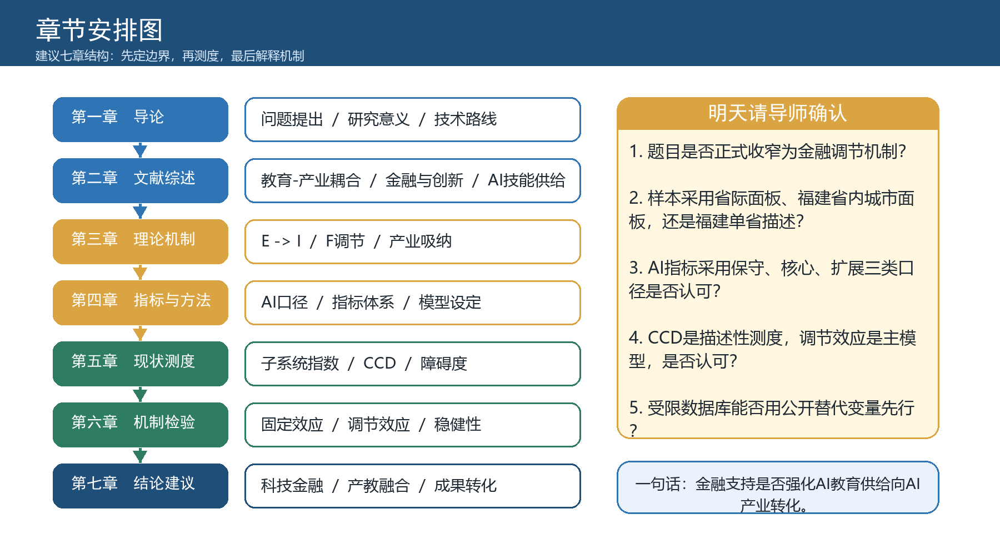 章节安排图
建议七章结构：先定边界，再测度，最后解释机制
第一章 导论
问题提出 / 研究意义 / 技术路线
第二章 文献综述
教育-产业耦合 / 金融与创新 / AI技能供给
第三章 理论机制
E -> I / F调节 / 产业吸纳
第四章 指标与方法
AI口径 / 指标体系 / 模型设定
第五章 现状测度
子系统指数 / CCD / 障碍度
第六章 机制检验
固定效应 / 调节效应 / 稳健性
第七章 结论建议
科技金融 / 产教融合 / 成果转化
明天请导师确认
1. 题目是否正式收窄为金融调节机制？
2. 样本采用省际面板、福建省内城市面
板，还是福建单省描述？
3. AI指标采用保守、核心、扩展三类口
径是否认可？
4. CCD是描述性测度，调节效应是主模
型，是否认可？
5. 受限数据库能否用公开替代变量先行
？
一句话：金融支持是否强化AI教育供给向AI
产业转化。